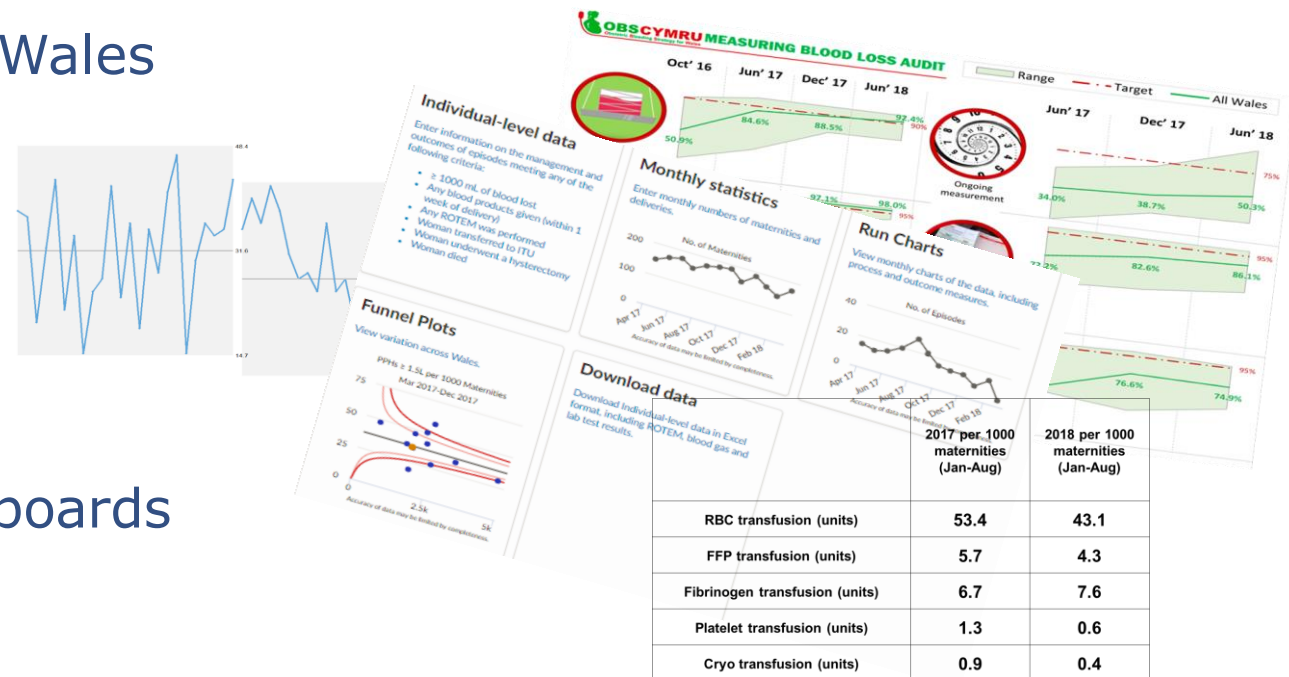 Wales
boards
48.4
31.6
14.7
OBSCYMRU MEASURING BLOOD LOSS AUDIT
Obstetric Bleeding Strategy for Wales
Range
Target
All Wales
Oct' 16
Jun' 17
Dec' 17
Jun' 18
50.9%
84.6%
88.5%
97.4%
90%
97.1%
98.0%
95%
Ongoing
measurement
Jun' 17
Dec' 17
Jun' 18
75%
34.0%
38.7%
50.3%
95%
82.6%
86.1%
95%
76.6%
74.9%
Individual-level data
Enter information on the management and
outcomes of episodes meeting any of the
following criteria:
• ≥ 1000 mL of blood lost
• Any blood products given (within 1
week of delivery)
• Any ROTEM was performed
• Woman transferred to ITU
• Woman underwent a hysterectomy
• Woman died
Monthly statistics
Enter monthly numbers of maternities and
deliveries.
No. of Maternities
200
100
0
Apr 17
Jun 17
Aug 17
Oct 17
Dec 17
Feb 18
Accuracy of data may be limited by completeness.
Run Charts
View monthly charts of the data, including
process and outcome measures.
No. of Episodes
40
20
0
Apr 17
Jun 17
Aug 17
Oct 17
Dec 17
Feb 18
Accuracy of data may be limited by completeness.
Funnel Plots
View variation across Wales.
PPHs ≥ 1.5L per 1000 Maternities
Mar 2017-Dec 2017
75
50
25
0
0
2.5k
5k
Accuracy of data may be limited by completeness.
Download data
Download Individual-level data in Excel
format, including ROTEM, blood gas and
lab test results.
2017 per 1000
maternities
(Jan-Aug)
2018 per 1000
maternities
(Jan-Aug)
RBC transfusion (units) 53.4 43.1
FFP transfusion (units) 5.7 4.3
Fibrinogen transfusion (units) 6.7 7.6
Platelet transfusion (units) 1.3 0.6
Cryo transfusion (units) 0.9 0.4